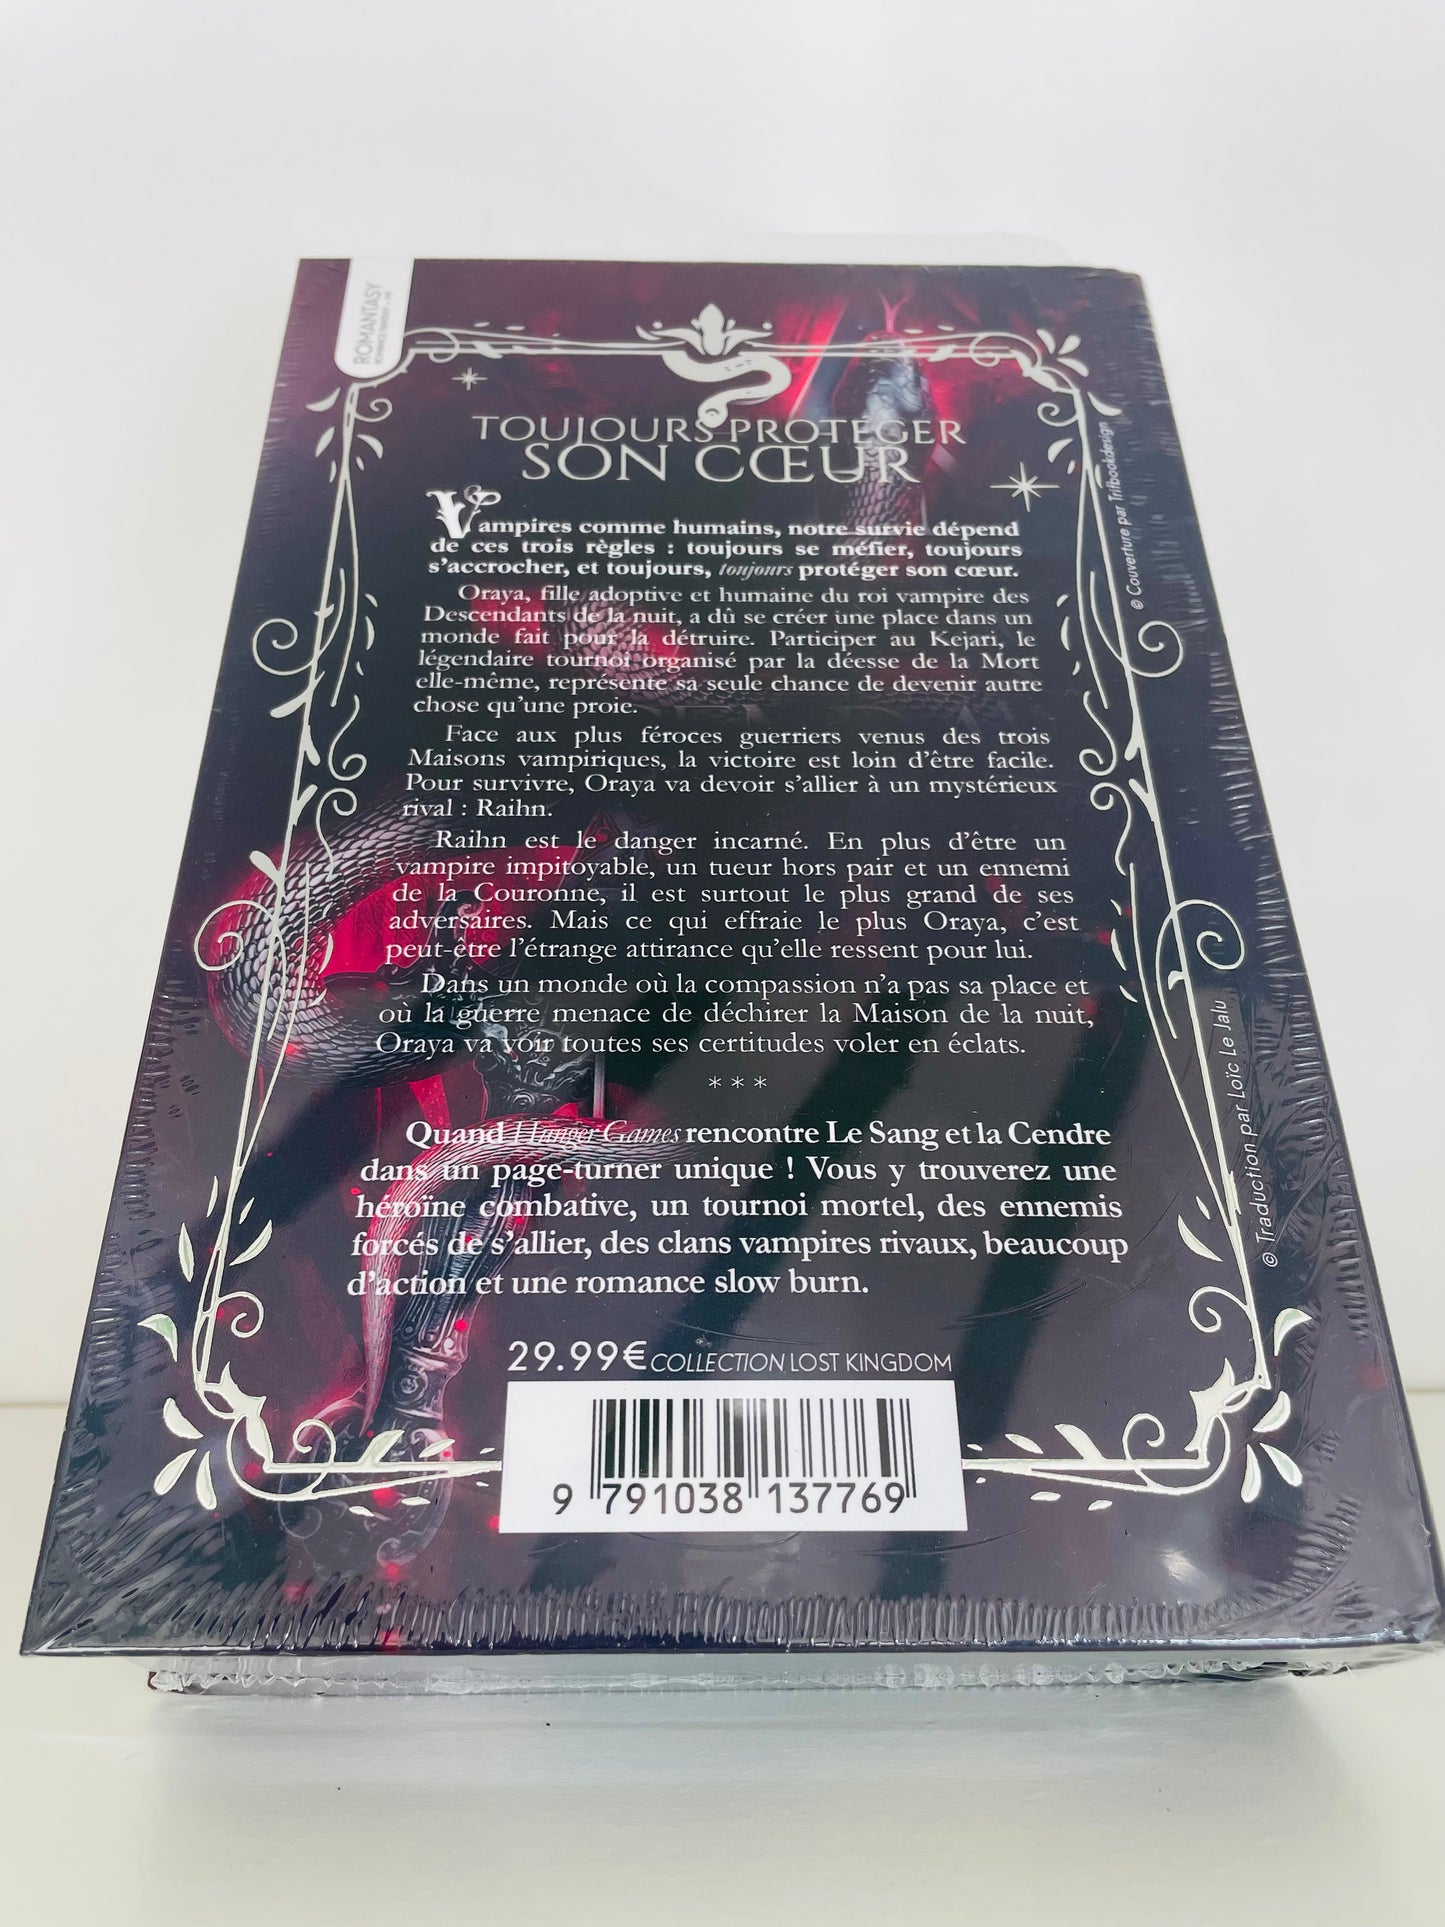 ROMANTASY
TOUJOURS PROTÉGER
SON CŒUR
Vampires comme humains, notre survie dépend
de ces trois règles : toujours se méfier, toujours
s'accrocher, et toujours, toujours protéger son cœur.
Oraya, fille adoptive et humaine du roi vampire des
Descendants de la nuit, a dû se créer une place dans un
monde fait pour la détruire. Participer au Kejari, le
légendaire tournoi organisé par la déesse de la Mort
elle-même, représente sa seule chance de devenir autre
chose qu'une proie.
Face aux plus féroces guerriers venus des trois
Maisons vampiriques, la victoire est loin d'être facile.
Pour survivre, Oraya va devoir s'allier à un mystérieux
rival : Raihn.
Raihn est le danger incarné. En plus d'être un
vampire impitoyable, un tueur hors pair et un ennemi
de la Couronne, il est surtout le plus grand de ses
adversaires. Mais ce qui effraie le plus Oraya, c'est
peut-être l'étrange attirance qu'elle ressent pour lui.
Dans un monde où la compassion n'a pas sa place et
où la guerre menace de déchirer la Maison de la nuit,
Oraya va voir toutes ses certitudes voler en éclats.
* * *
Quand Hunger Games rencontre Le Sang et la Cendre
dans un page-turner unique ! Vous y trouverez une
héroïne combative, un tournoi mortel, des ennemis
forcés de s'allier, des clans vampires rivaux, beaucoup
d'action et une romance slow burn.
29.99€ COLLECTION LOST KINGDOM
9 791038 137769
© Couverture par Trifbookdesign
© Traduction par Loïc Le Jalu